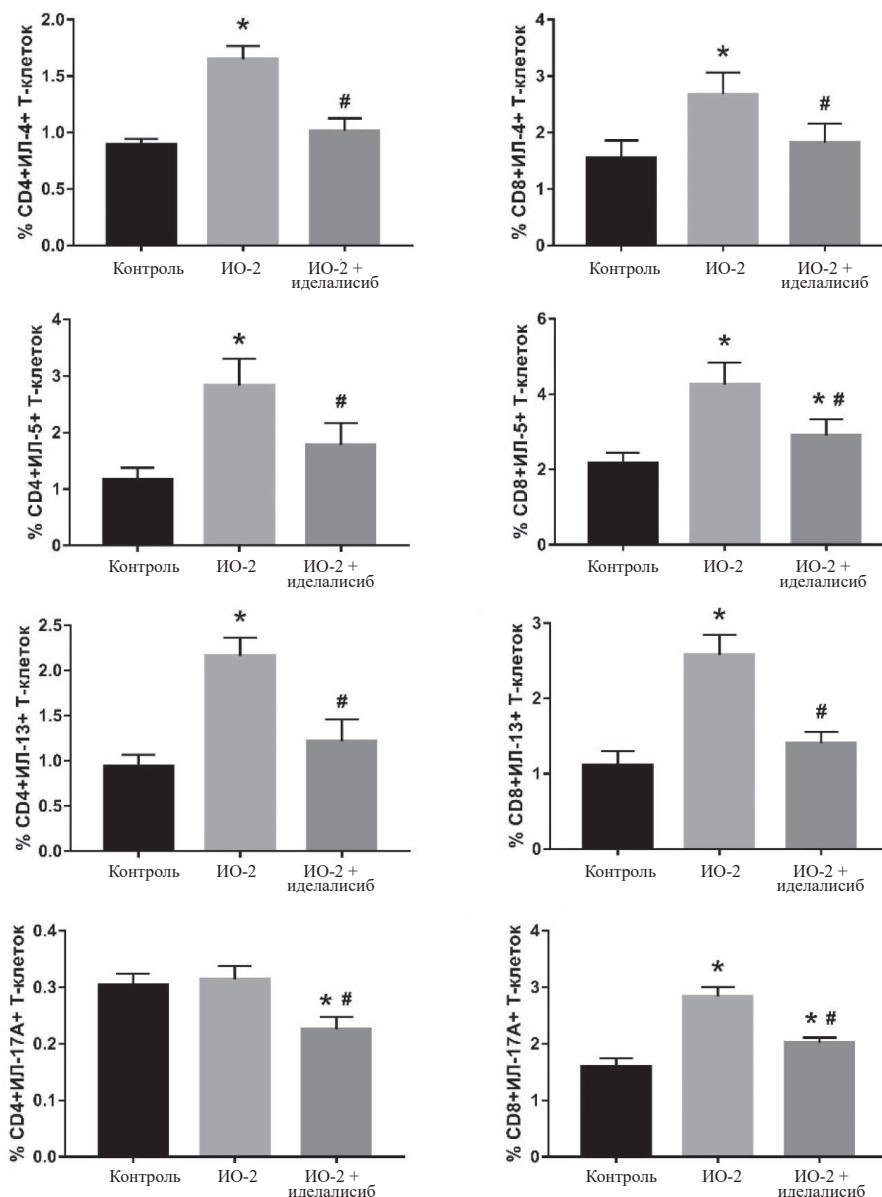 % CD4+ИЛ-4+ Т-клеток
2.0
1.5
1.0
0.5
0.0
*
#
Контроль
ИО-2
ИО-2 +
иделалисиб
% CD8+ИЛ-4+ Т-клеток
4
3
2
1
0
*
#
Контроль
ИО-2
ИО-2 +
иделалисиб
% CD4+ИЛ-5+ Т-клеток
4
3
2
1
0
*
#
Контроль
ИО-2
ИО-2 +
иделалисиб
% CD8+ИЛ-5+ Т-клеток
6
4
2
0
*
* #
Контроль
ИО-2
ИО-2 +
иделалисиб
% CD4+ИЛ-13+ Т-клеток
2.5
2.0
1.5
1.0
0.5
0.0
*
#
Контроль
ИО-2
ИО-2 +
иделалисиб
% CD8+ИЛ-13+ Т-клеток
3
2
1
0
*
#
Контроль
ИО-2
ИО-2 +
иделалисиб
% CD4+ИЛ-17A+ Т-клеток
0.4
0.3
0.2
0.1
0.0
* #
Контроль
ИО-2
ИО-2 +
иделалисиб
% CD8+ИЛ-17A+ Т-клеток
4
3
2
1
0
*
* #
Контроль
ИО-2
ИО-2 +
иделалисиб